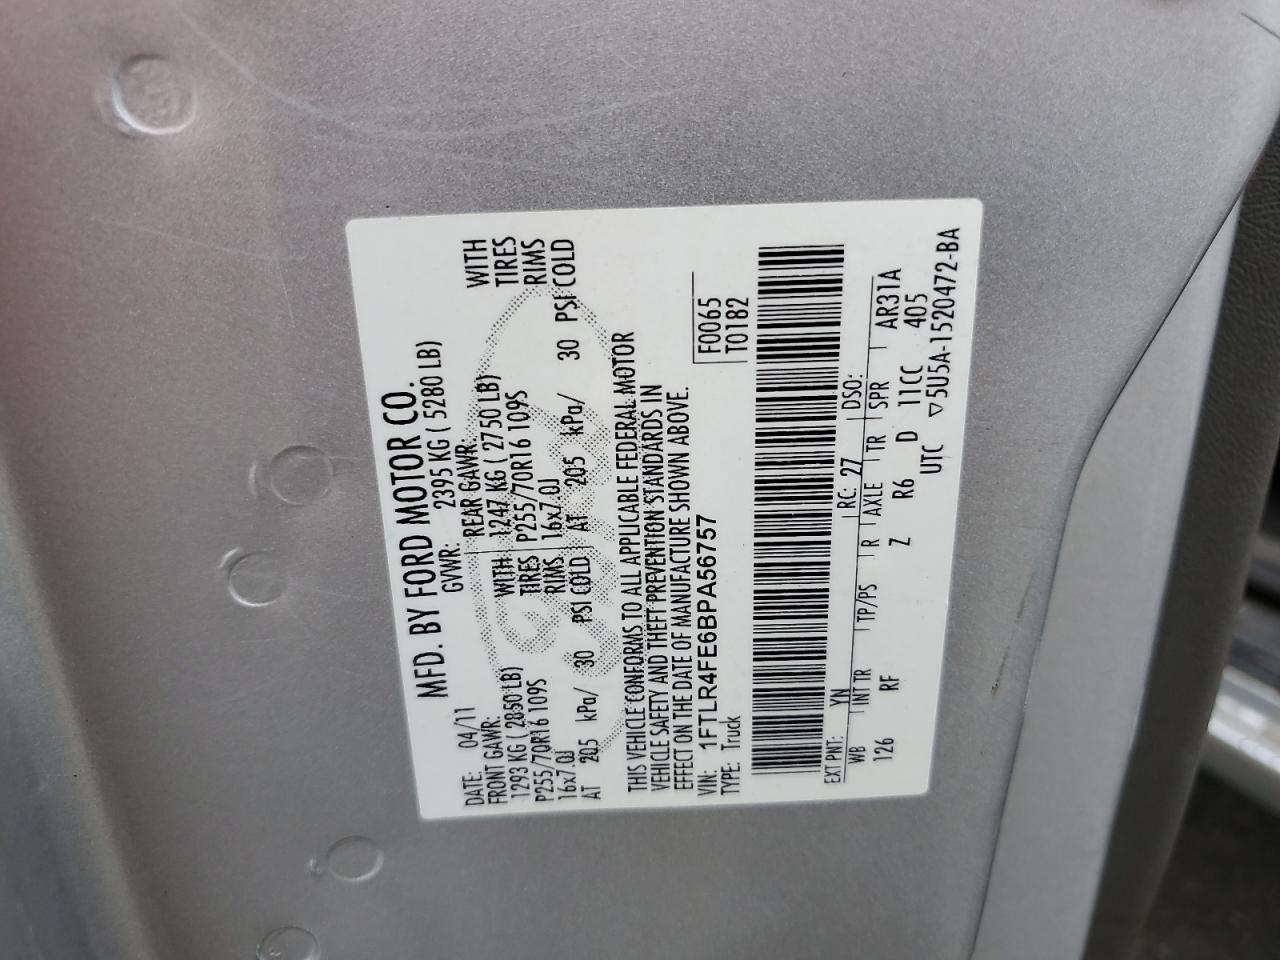 MFD. BY FORD MOTOR CO.
DATE: 04/11 GVWR: 2395 KG ( 5280 LB)
FRONT GAWR: REAR GAWR:
1293 KG ( 2850 LB) WITH 1247 KG ( 2750 LB) WITH
P255/70R16 109S TIRES P255/70R16 109S TIRES
16x7.0J RIMS 16x7.0J RIMS
AT 205 kPa/ 30 PSI COLD AT 205 kPa/ 30 PSI COLD
THIS VEHICLE CONFORMS TO ALL APPLICABLE FEDERAL MOTOR
VEHICLE SAFETY AND THEFT PREVENTION STANDARDS IN
EFFECT ON THE DATE OF MANUFACTURE SHOWN ABOVE.
VIN: 1FTLR4FE6BPA56757 F0065
TYPE: Truck T0182
EXT PNT: YN RC: 27 DSO:
WB INT TR TP/PS R AXLE TR SPR AR31A
126 RF Z R6 D 11CC 405
UTC ▽5U5A-1520472-BA